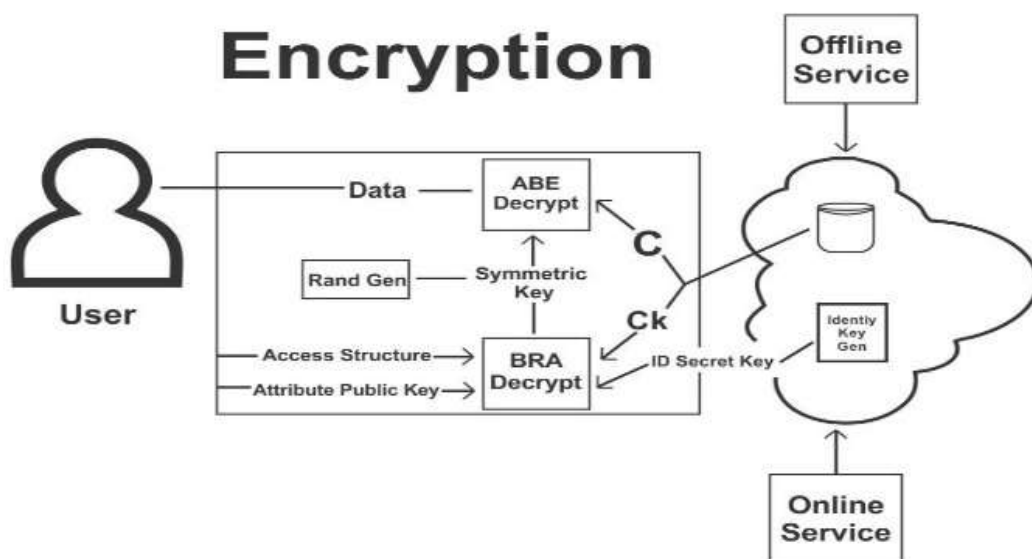 Encryption
Offline
Service
Data
ABE
Decrypt
C
User
Rand Gen
Symmetric
Key
Ck
Idently
Key
Gen
Access Structure
BRA
Decrypt
ID Secret Key
Attribute Public Key
Online
Service